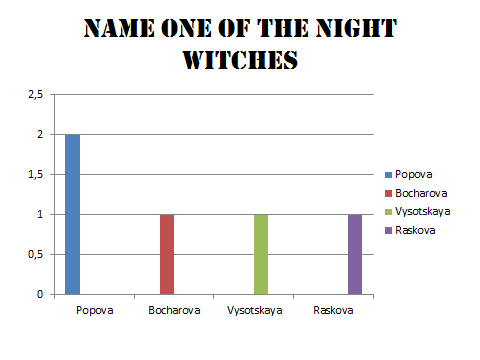 NAME ONE OF THE NIGHT
WITCHES
2,5
2
1,5
1
0,5
0
Popova
Bocharova
Vysotskaya
Raskova
Popova
Bocharova
Vysotskaya
Raskova